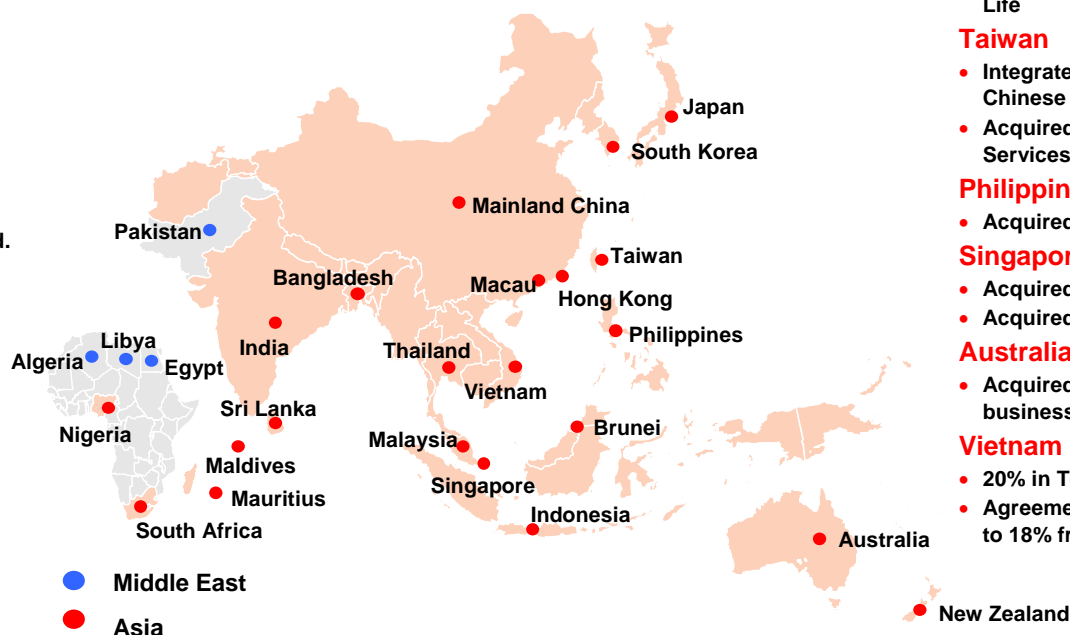 Japan
South Korea
Mainland China
Pakistan
Taiwan
Bangladesh
Macau
Hong Kong
Philippines
Libya
Algeria
Egypt
India
Thailand
Vietnam
Nigeria
Sri Lanka
Malaysia
Brunei
Maldives
Singapore
Mauritius
Indonesia
South Africa
Australia
New Zealand
Middle East
Asia
d.
Life
Taiwan
• Integrate
Chinese
• Acquired
Services
Philippin
• Acquired
Singapor
• Acquired
• Acquired
Australia
• Acquired
business
Vietnam
• 20% in T
• Agreeme
to 18% fr